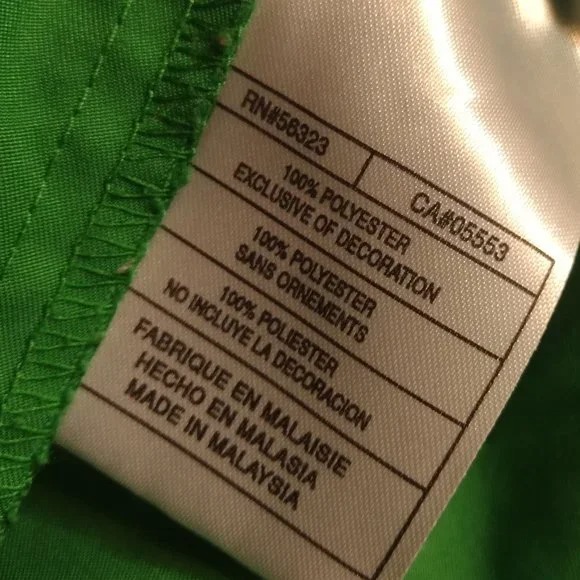 RN#56323 CA#05553
100% POLYESTER
EXCLUSIVE OF DECORATION
100% POLYESTER
SANS ORNEMENTS
100% POLIESTER
NO INCLUYE LA DECORACION
FABRIQUE EN MALAISIE
HECHO EN MALASIA
MADE IN MALAYSIA